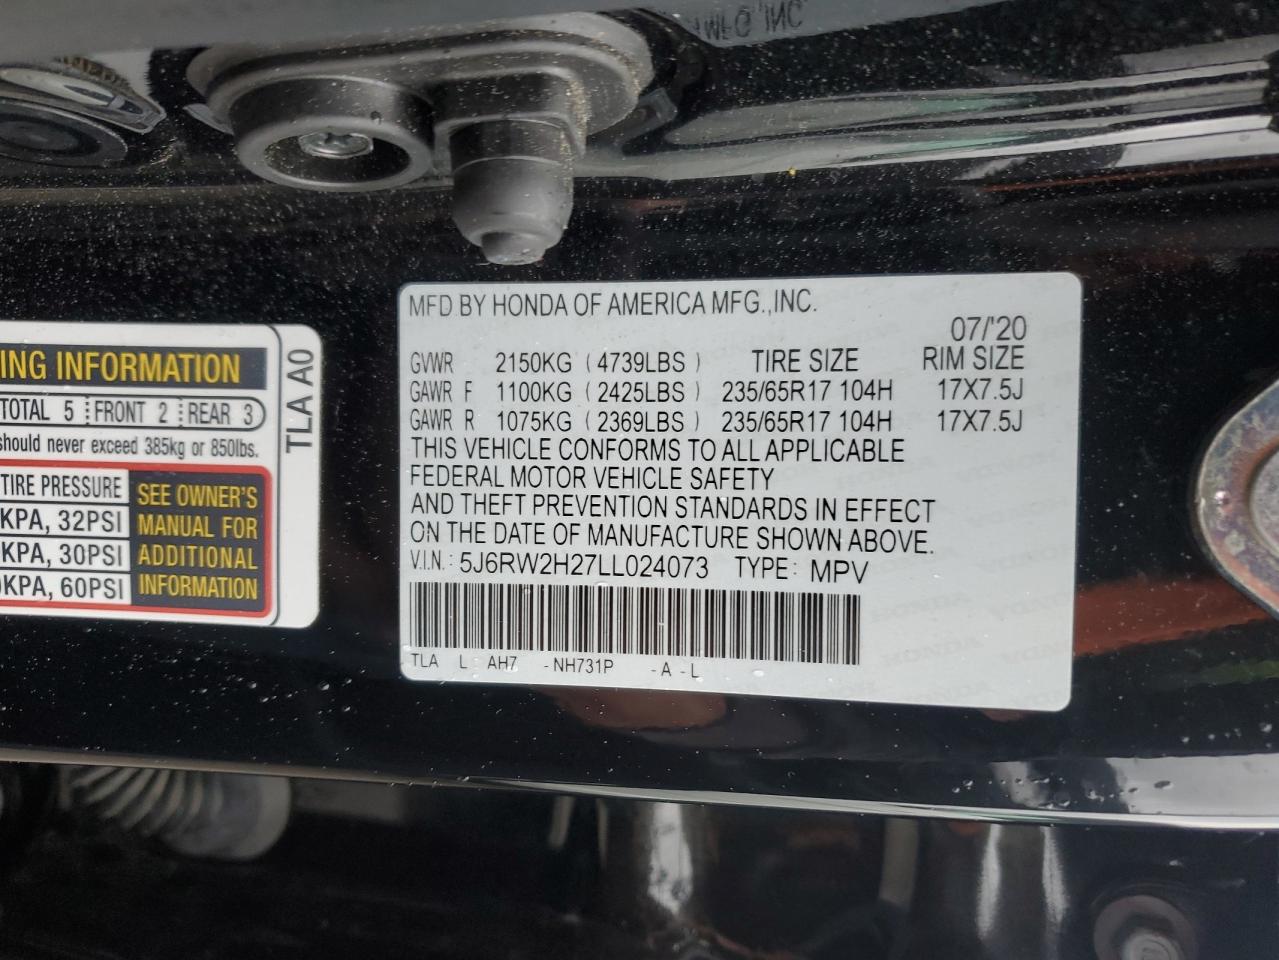 MFD BY HONDA OF AMERICA MFG.,INC.
07/'20
GVWR 2150KG (4739LBS) TIRE SIZE RIM SIZE
GAWR F 1100KG (2425LBS) 235/65R17 104H 17X7.5J
GAWR R 1075KG (2369LBS) 235/65R17 104H 17X7.5J
THIS VEHICLE CONFORMS TO ALL APPLICABLE
FEDERAL MOTOR VEHICLE SAFETY
AND THEFT PREVENTION STANDARDS IN EFFECT
ON THE DATE OF MANUFACTURE SHOWN ABOVE.
V.I.N.: 5J6RW2H27LL024073 TYPE: MPV
TLA L AH7 -NH731P -A-L
INFORMATION
TOTAL 5 FRONT 2 REAR 3
should never exceed 385kg or 850lbs.
TIRE PRESSURE
KPA, 32PSI
KPA, 30PSI
KPA, 60PSI
SEE OWNER'S
MANUAL FOR
ADDITIONAL
INFORMATION
TLA A0